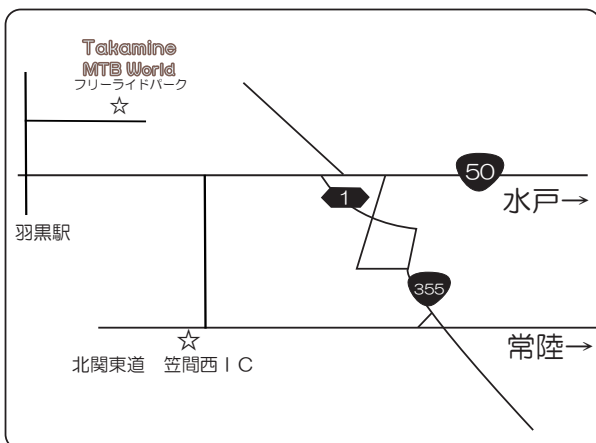 Takamine
MTB World
フリーライドパーク
☆
50
1
水戸→
羽黒駅
355
☆
常陸→
北関東道　笠間西ＩＣ